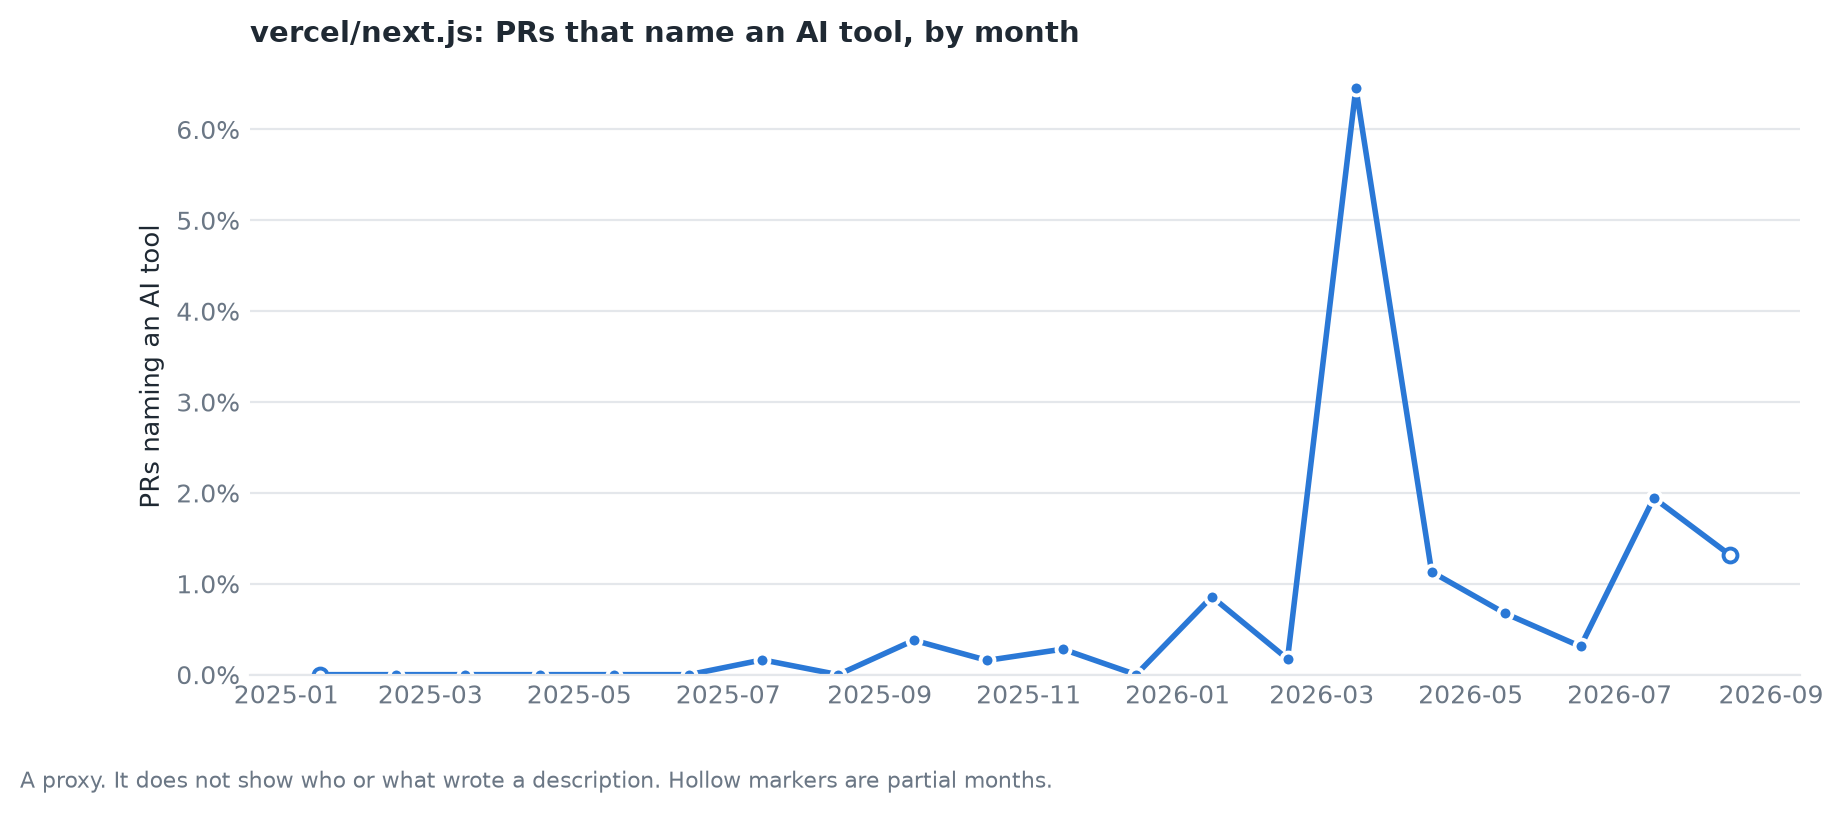 vercel/next.js: PRs that name an AI tool, by month
PRs naming an AI tool
6.0%
5.0%
4.0%
3.0%
2.0%
1.0%
0.0%
2025-01 2025-03 2025-05 2025-07 2025-09 2025-11 2026-01 2026-03 2026-05 2026-07 2026-09
A proxy. It does not show who or what wrote a description. Hollow markers are partial months.